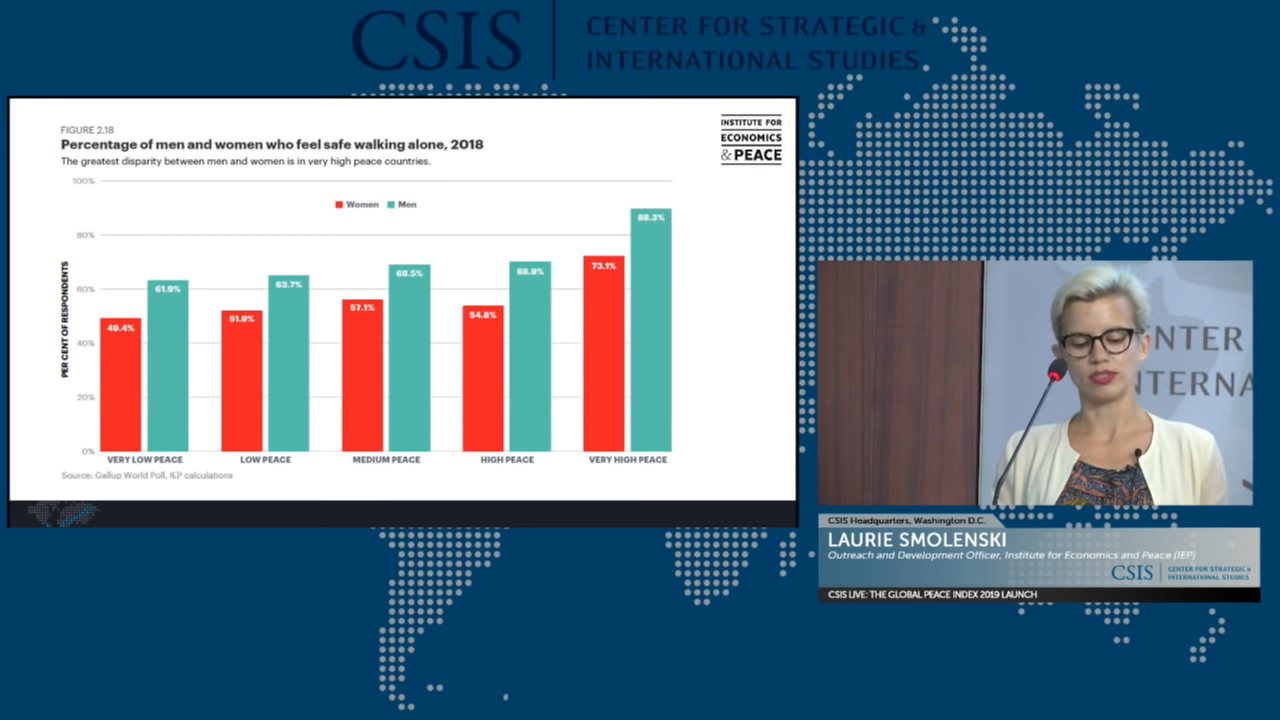 CSIS
CENTER FOR STRATEGIC &
INTERNATIONAL STUDIES
FIGURE 2.18
Percentage of men and women who feel safe walking alone, 2018
The greatest disparity between men and women is in very high peace countries.
INSTITUTE FOR
ECONOMICS
& PEACE
100%
Women
Men
80%
60%
40%
20%
0%
PER CENT OF RESPONDENTS
49.4%
61.9%
51.9%
63.7%
57.1%
68.5%
54.8%
68.9%
73.1%
88.3%
VERY LOW PEACE
LOW PEACE
MEDIUM PEACE
HIGH PEACE
VERY HIGH PEACE
Source: Gallup World Poll, IEP calculations
NTER
NTERNA
CSIS Headquarters, Washington D.C.
LAURIE SMOLENSKI
Outreach and Development Officer, Institute for Economics and Peace (IEP)
CSIS
CENTER FOR STRATEGIC &
INTERNATIONAL STUDIES
CSIS LIVE: THE GLOBAL PEACE INDEX 2019 LAUNCH